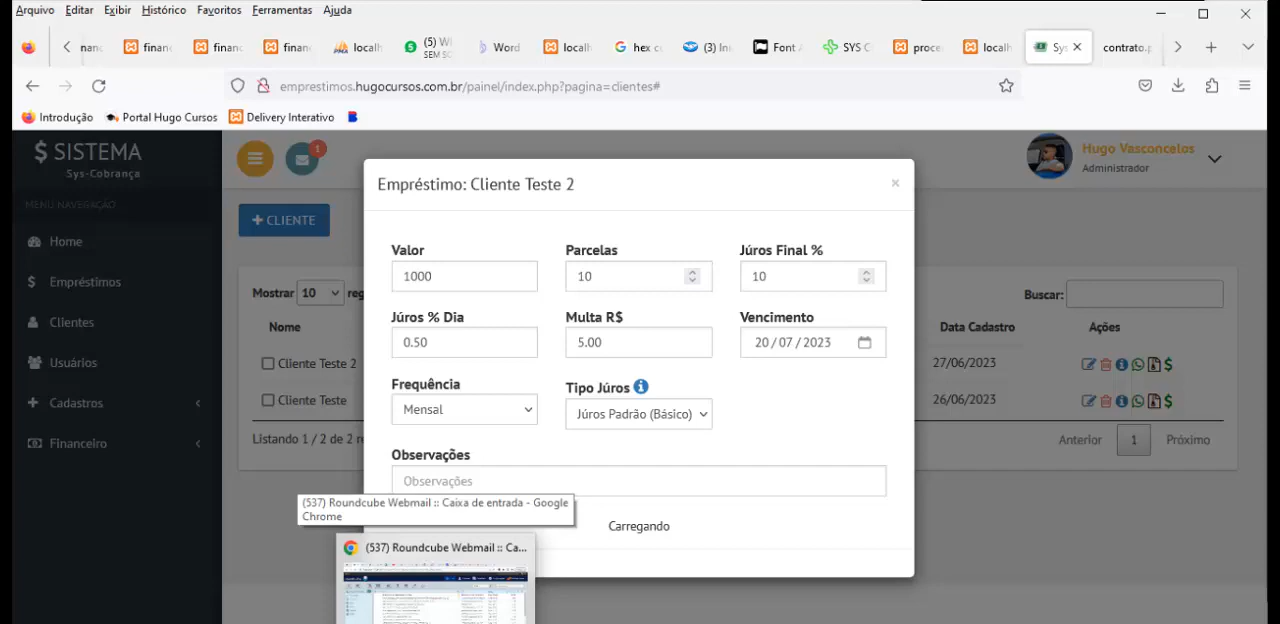 Arquivo Editar Exibir Histórico Favoritos Ferramentas Ajuda
financ financ financ locall (5) W Word locall hex c (3) In Font SYS C proce locall Sys contrato.p
SEM SO
emprestimos.hugocursos.com.br/painel/index.php?pagina=clientes#
Introdução Portal Hugo Cursos Delivery Interativo
$ SISTEMA
Sys-Cobrança
MENU NAVEGAÇÃO
Home
Empréstimos
Clientes
Usuários
Cadastros
Financeiro
1
Hugo Vasconcelos
Administrador
+ CLIENTE
Mostrar 10 reg
Buscar:
Nome
Data Cadastro
Ações
Cliente Teste 2
27/06/2023
Cliente Teste
26/06/2023
Listando 1 / 2 de 2 r
Anterior 1 Próximo
Empréstimo: Cliente Teste 2 ×
Valor Parcelas Júros Final %
1000 10 10
Júros % Dia Multa R$ Vencimento
0.50 5.00 20 / 07 / 2023
Frequência Tipo Júros
Mensal Júros Padrão (Básico)
Observações
Observações
Carregando
(537) Roundcube Webmail :: Caixa de entrada - Google
Chrome
(537) Roundcube Webmail :: Ca...